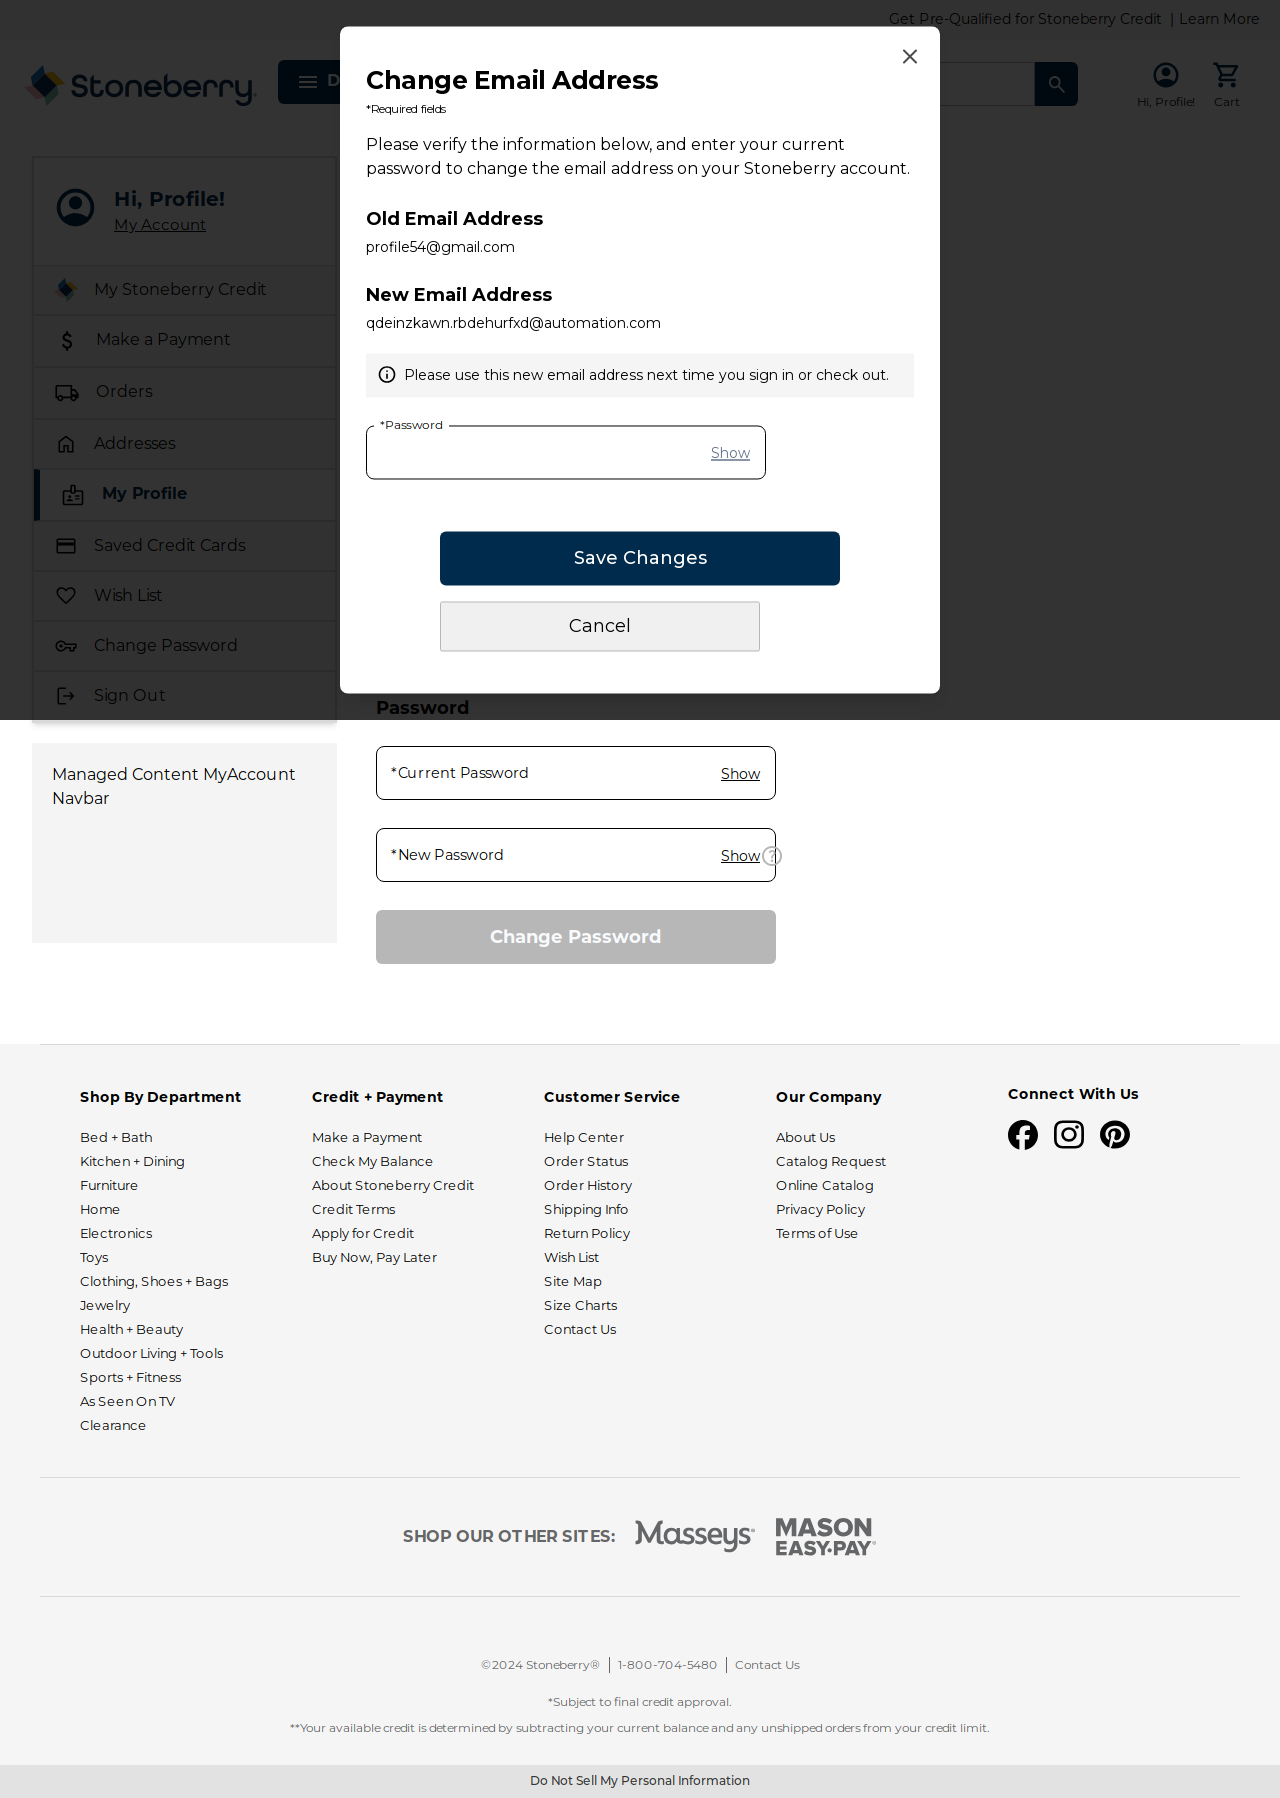 Get Pre-Qualified for Stoneberry Credit | Learn More
Stoneberry
D
Hi, Profile!
Cart
Change Email Address
*Required fields
Please verify the information below, and enter your current
password to change the email address on your Stoneberry account.
Old Email Address
profile54@gmail.com
New Email Address
qdeinzkawn.rbdehurfxd@automation.com
Please use this new email address next time you sign in or check out.
*Password
Show
Save Changes
Cancel
Hi, Profile!
My Account
My Stoneberry Credit
Make a Payment
Orders
Addresses
My Profile
Saved Credit Cards
Wish List
Change Password
Sign Out
Managed Content MyAccount
Navbar
Password
*Current Password
Show
*New Password
Show
?
Change Password
Shop By Department
Bed + Bath
Kitchen + Dining
Furniture
Home
Electronics
Toys
Clothing, Shoes + Bags
Jewelry
Health + Beauty
Outdoor Living + Tools
Sports + Fitness
As Seen On TV
Clearance
Credit + Payment
Make a Payment
Check My Balance
About Stoneberry Credit
Credit Terms
Apply for Credit
Buy Now, Pay Later
Customer Service
Help Center
Order Status
Order History
Shipping Info
Return Policy
Wish List
Site Map
Size Charts
Contact Us
Our Company
About Us
Catalog Request
Online Catalog
Privacy Policy
Terms of Use
Connect With Us
SHOP OUR OTHER SITES:
Masseys
MASON
EASY•PAY
©2024 Stoneberry® | 1-800-704-5480 | Contact Us
*Subject to final credit approval.
**Your available credit is determined by subtracting your current balance and any unshipped orders from your credit limit.
Do Not Sell My Personal Information